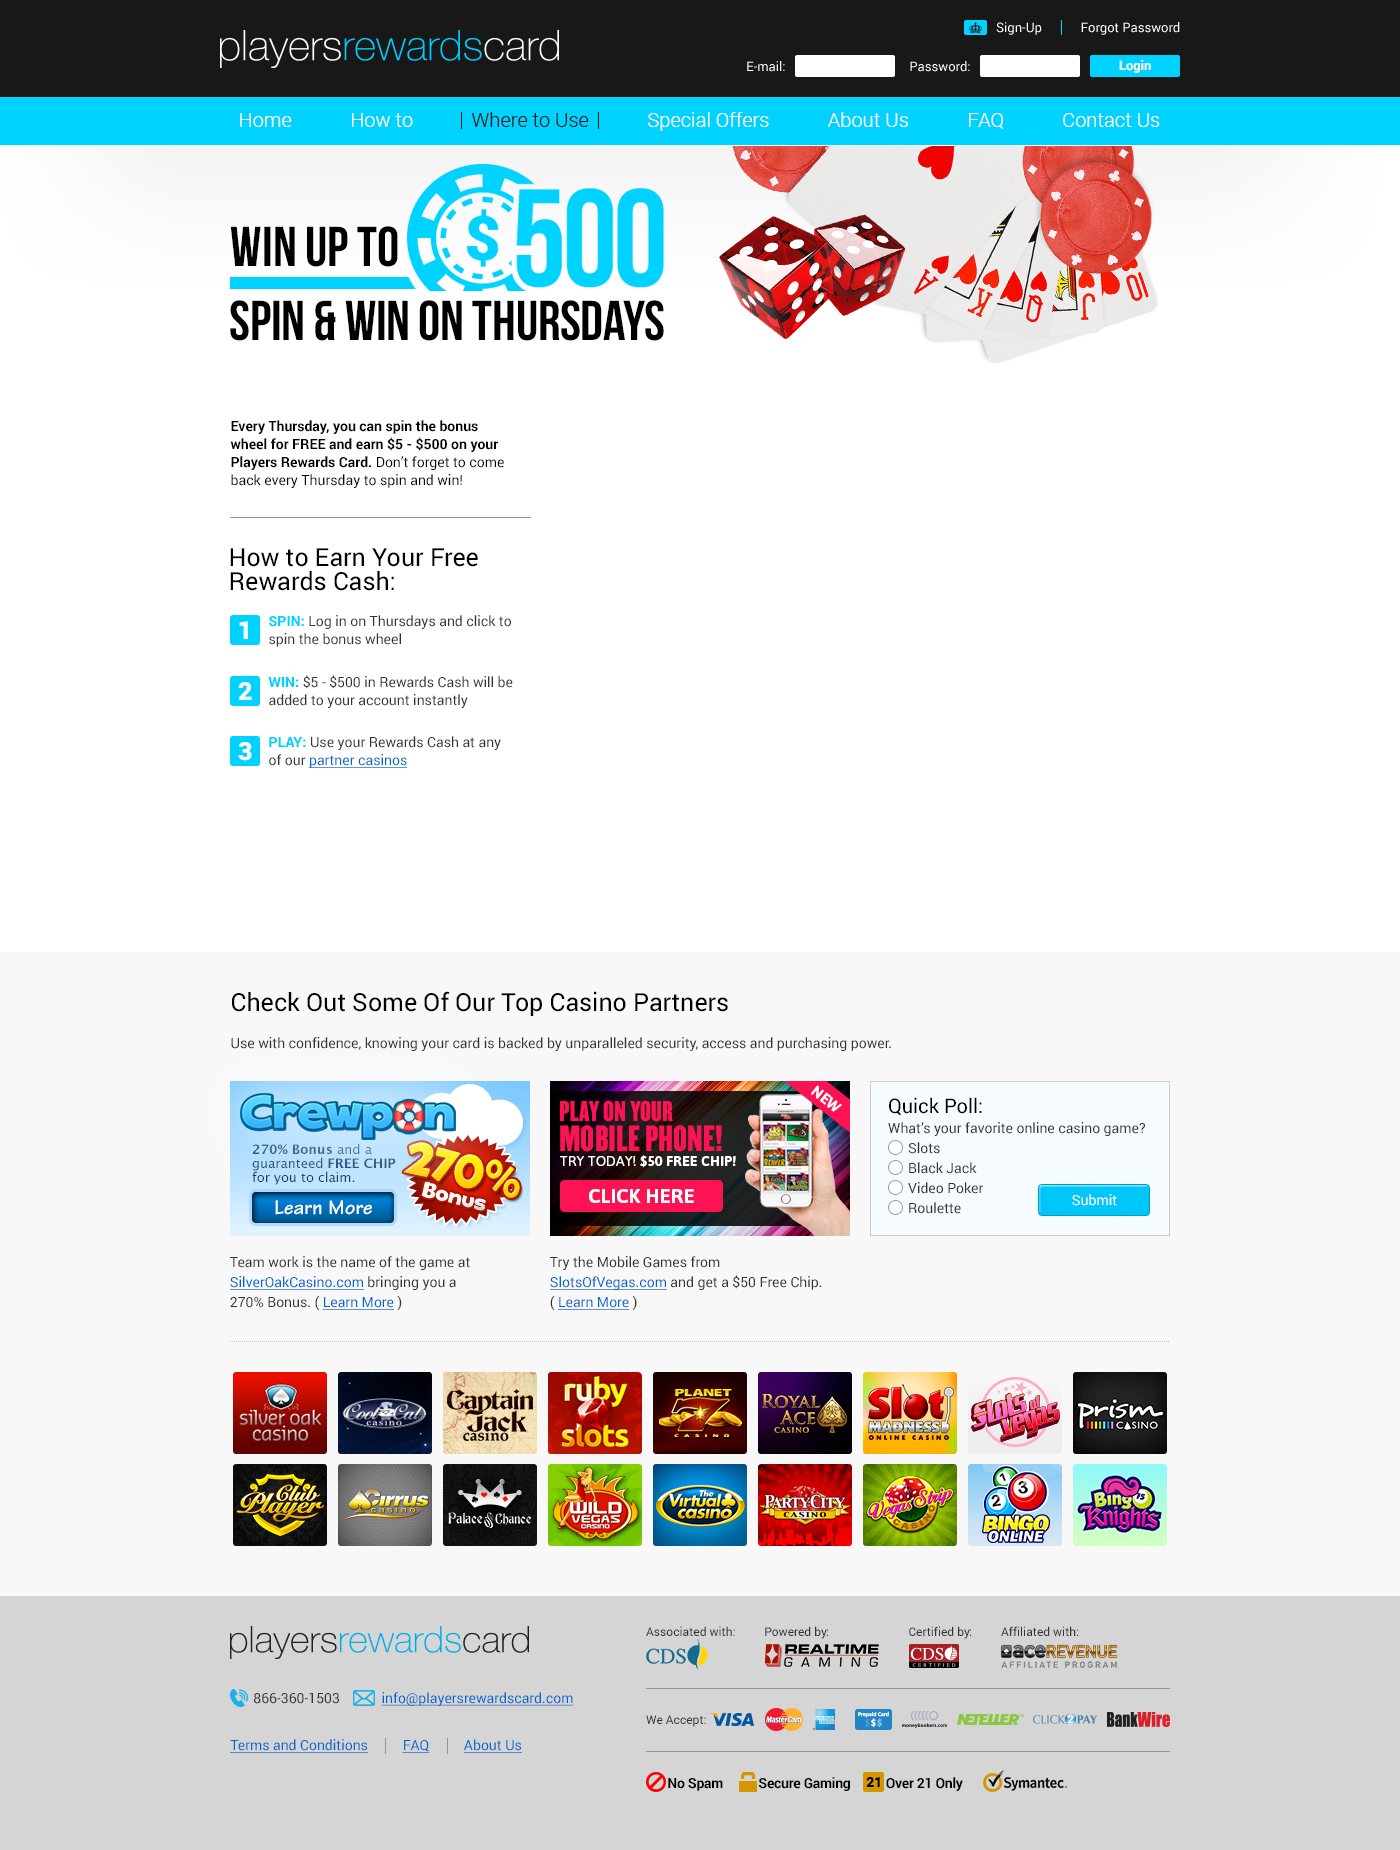 playersrewardscard
Sign-Up
Forgot Password
E-mail:
Password:
Login
Home
How to
Where to Use
Special Offers
About Us
FAQ
Contact Us
WIN UP TO $500
SPIN & WIN ON THURSDAYS
A K Q J 10
Every Thursday, you can spin the bonus
wheel for FREE and earn $5 - $500 on your
Players Rewards Card. Don't forget to come
back every Thursday to spin and win!
How to Earn Your Free
Rewards Cash:
1
SPIN: Log in on Thursdays and click to
spin the bonus wheel
2
WIN: $5 - $500 in Rewards Cash will be
added to your account instantly
3
PLAY: Use your Rewards Cash at any
of our partner casinos
Check Out Some Of Our Top Casino Partners
Use with confidence, knowing your card is backed by unparalleled security, access and purchasing power.
Crewpon
270% Bonus and a
guaranteed FREE CHIP
for you to claim.
Learn More
270%
Bonus
PLAY ON YOUR
MOBILE PHONE!
TRY TODAY! $50 FREE CHIP!
CLICK HERE
NEW
Quick Poll:
What's your favorite online casino game?
Slots
Black Jack
Video Poker
Roulette
Submit
Team work is the name of the game at
SilverOakCasino.com bringing you a
270% Bonus. ( Learn More )
Try the Mobile Games from
SlotsOfVegas.com and get a $50 Free Chip.
( Learn More )
silver oak
casino
Cool Cat
CASINO
Captain
Jack
CASINO
ruby
slots
PLANET
7
CASINO
ROYAL
ACE
CASINO
Slot
MADNESS
ONLINE CASINO
Slots of
Vegas
prism
CASINO
Club
Player
Cirrus
CASINO
Palace of Chance
WILD
VEGAS
CASINO
The
Virtual
casino
PARTY CITY
CASINO
Vegas Strip
CASINO
1
2
3
BINGO
ONLINE
Bingo
Knights
playersrewardscard
866-360-1503
info@playersrewardscard.com
Terms and Conditions
FAQ
About Us
Associated with:
CDS
Powered by:
REALTIME
GAMING
Certified by:
CDS
CERTIFIED
Affiliated with:
aceREVENUE
AFFILIATE PROGRAM
We Accept:
VISA
MasterCard
Prepaid Card
$$$
moneybookers.com
NETELLER
CLICK2PAY
BankWire
No Spam
Secure Gaming
21 Over 21 Only
Symantec.